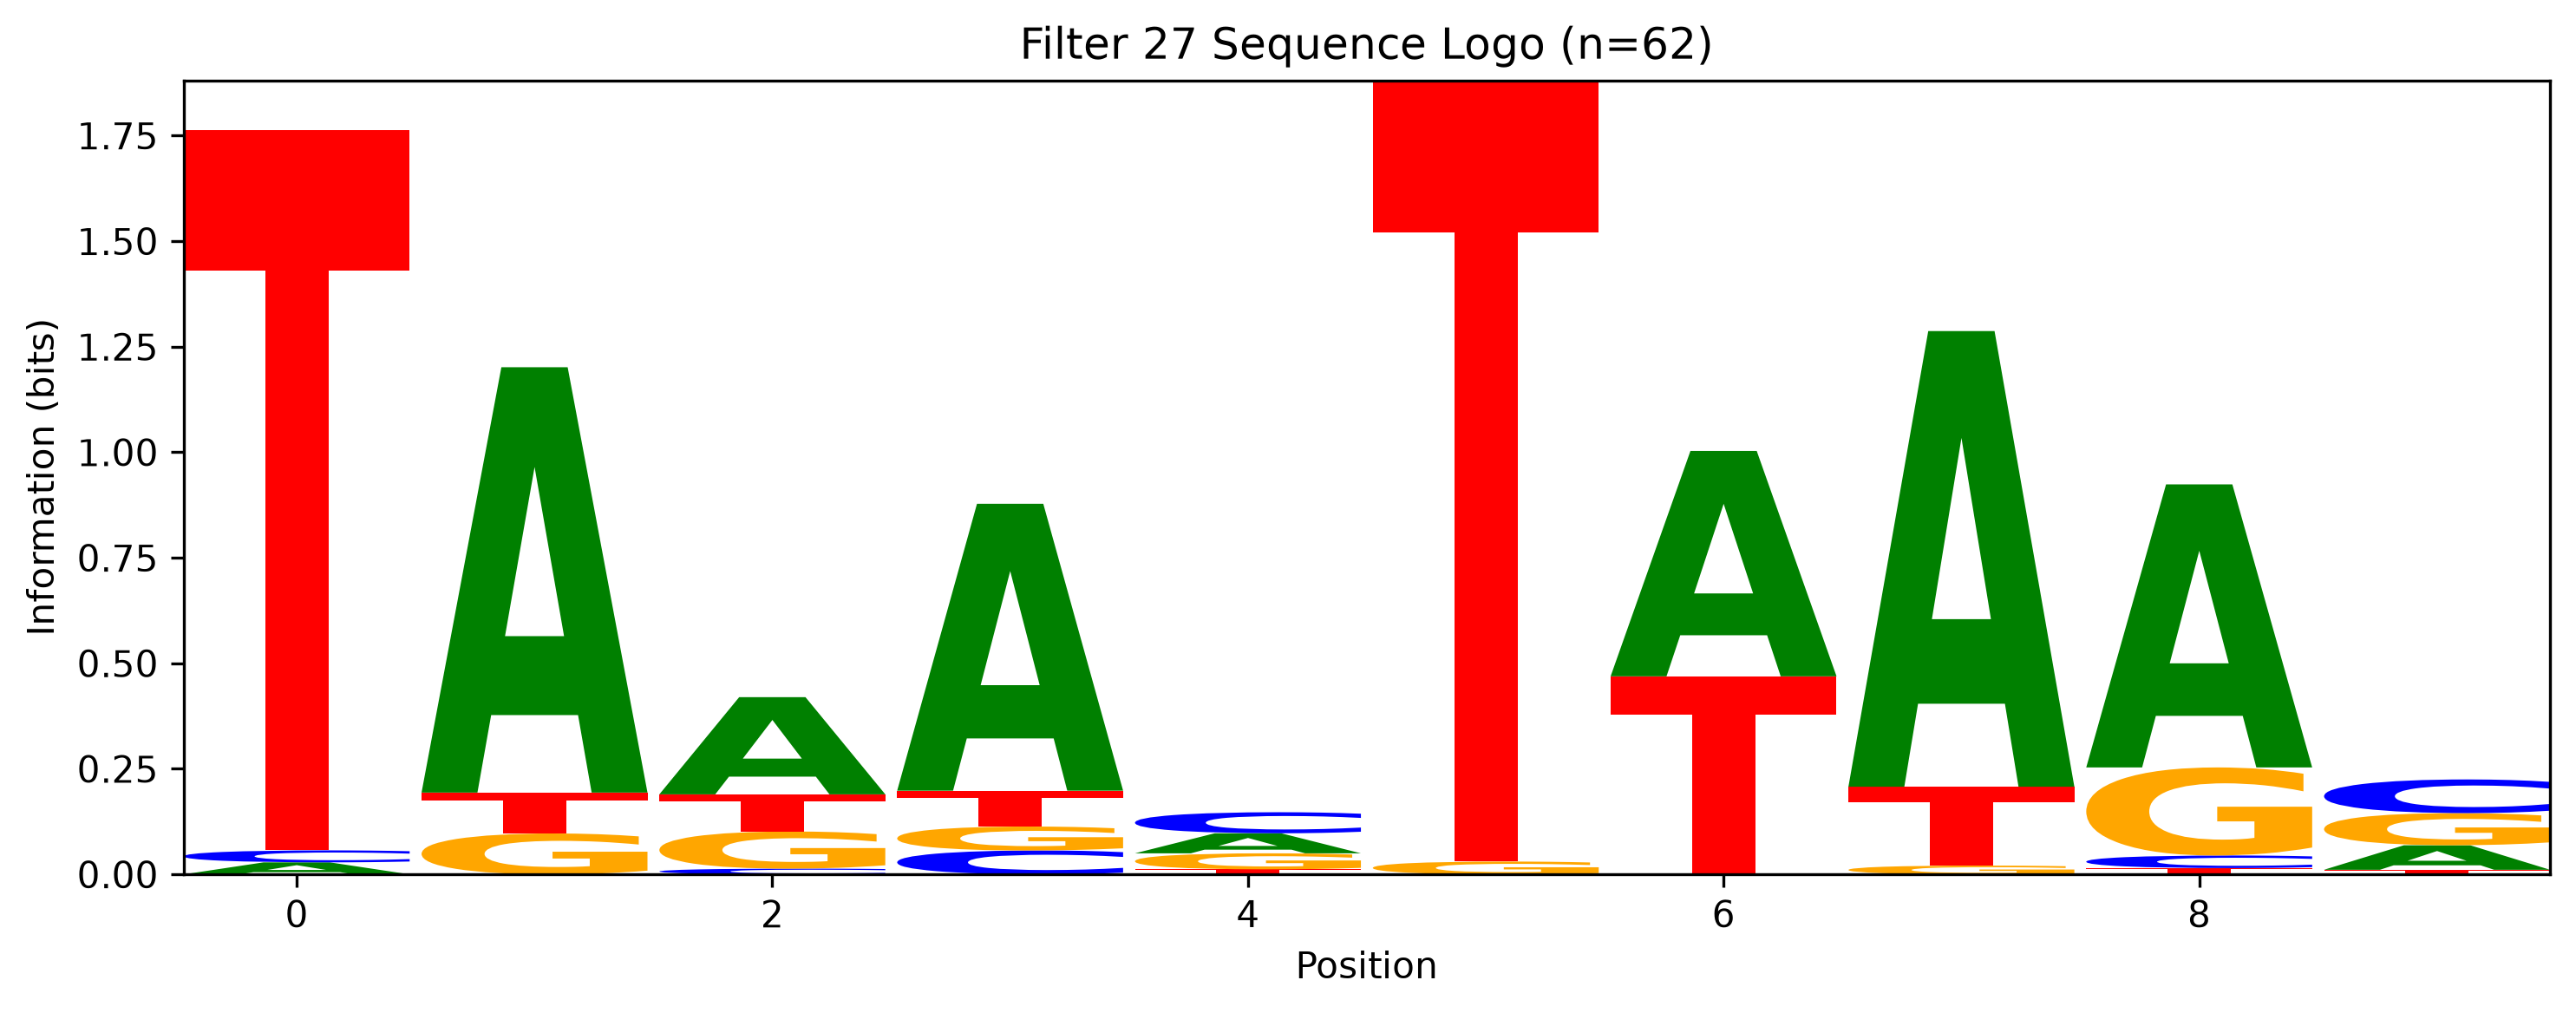 Filter 27 Sequence Logo (n=62)
Information (bits)
1.75
1.50
1.25
1.00
0.75
0.50
0.25
0.00
T C A
A T G
A T G C
A T G C
C A G T
T G
A T
A T G
A G C T
C G A T
0 2 4 6 8
Position